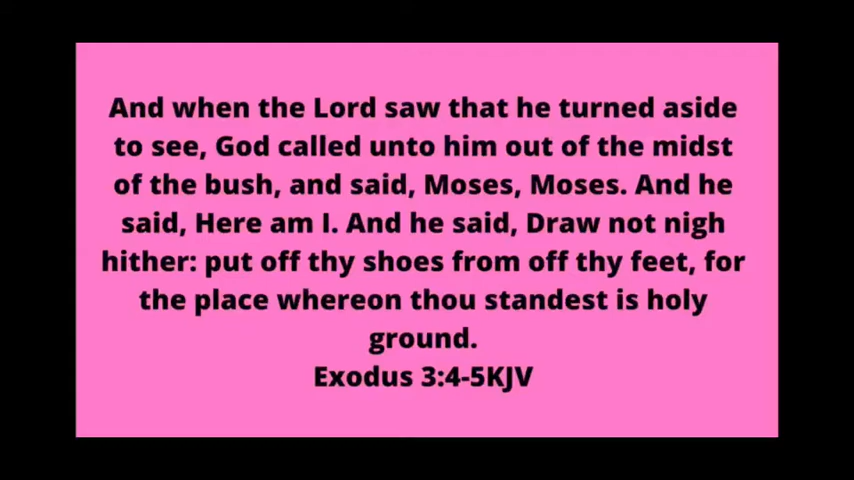 And when the Lord saw that he turned aside
to see, God called unto him out of the midst
of the bush, and said, Moses, Moses. And he
said, Here am I. And he said, Draw not nigh
hither: put off thy shoes from off thy feet, for
the place whereon thou standest is holy
ground.
Exodus 3:4-5KJV